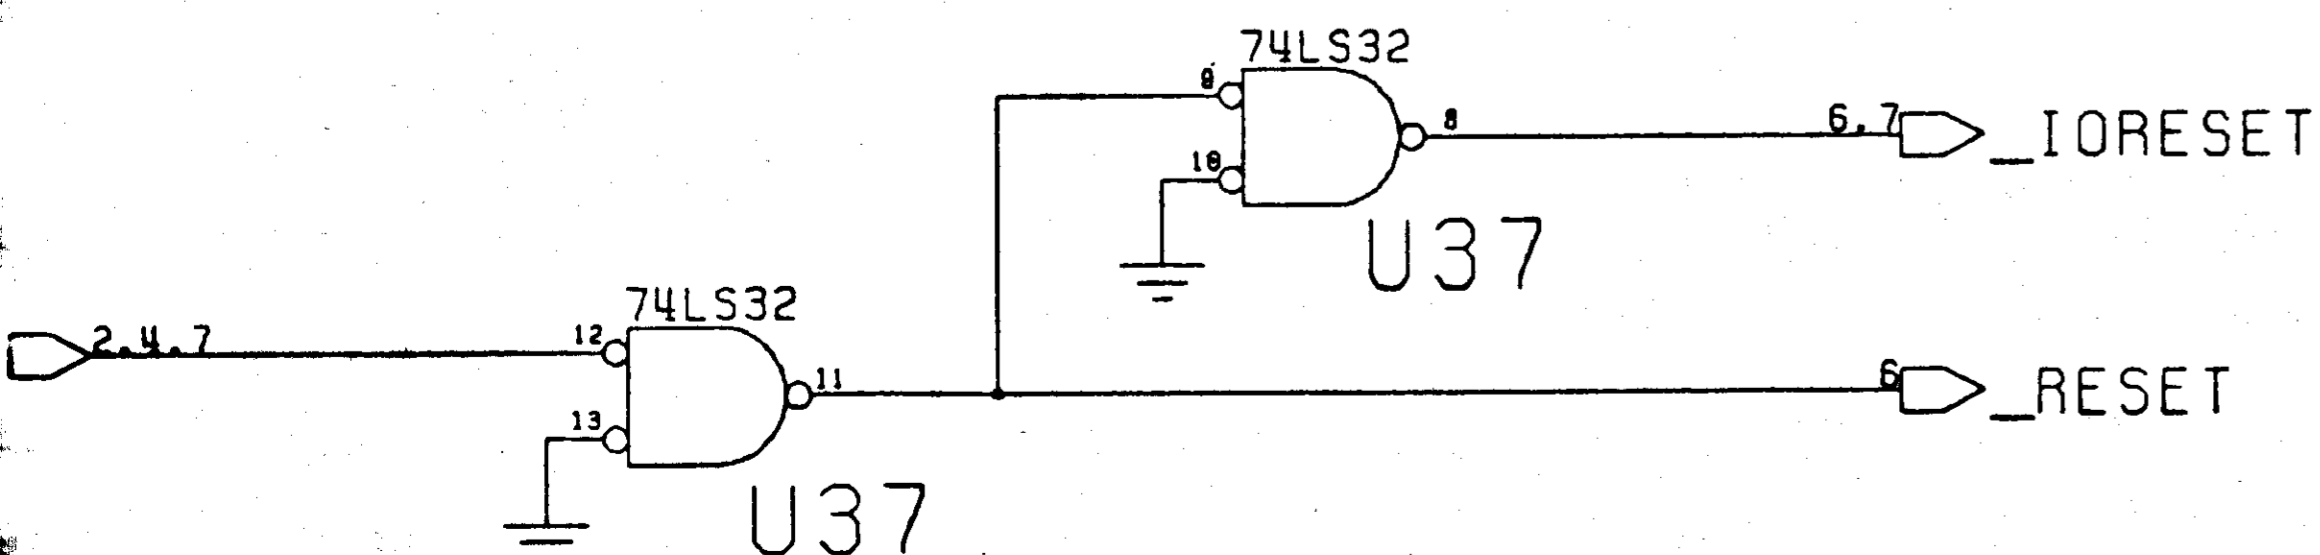 74LS32
9
8
6.7
_IORESET
10
U37
74LS32
2.4.7
12
11
6
_RESET
13
U37